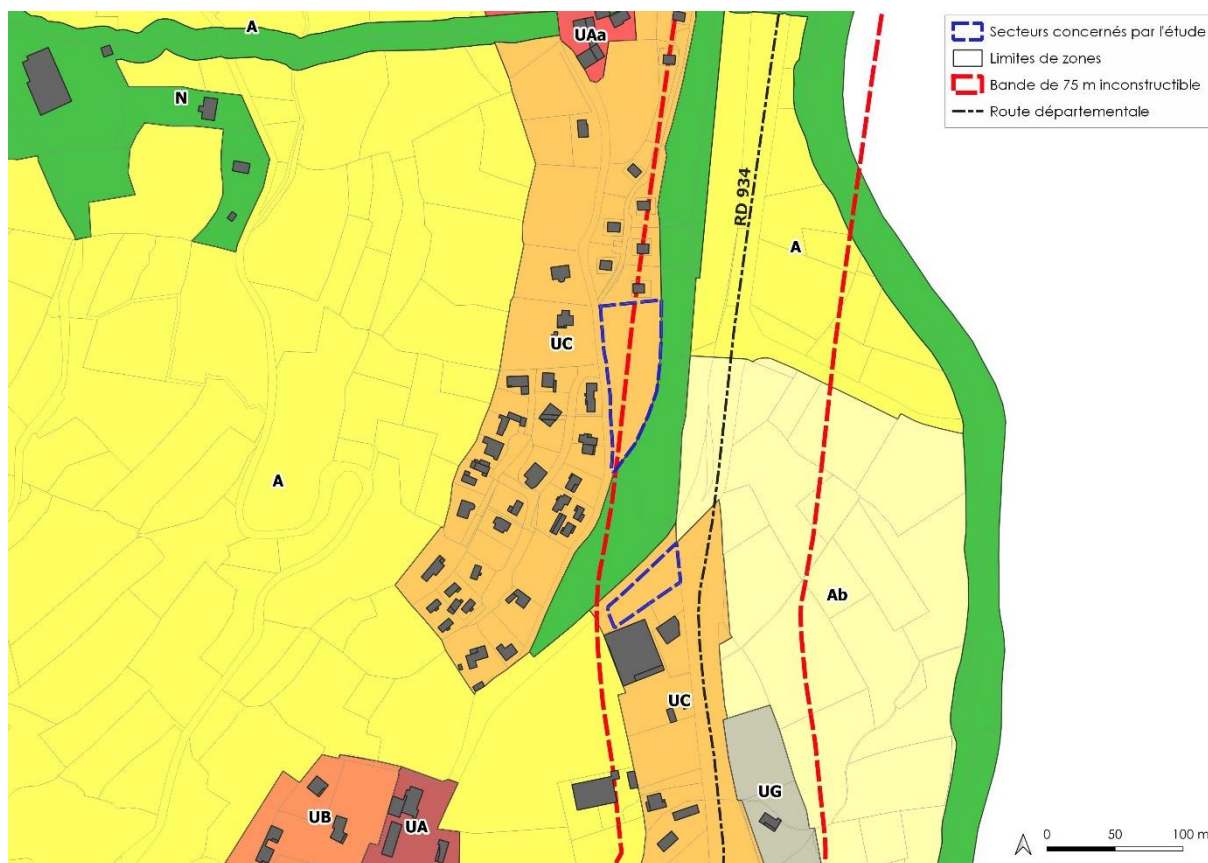 A
UAa
N
Secteurs concernés par l'étude
Limites de zones
Bande de 75 m inconstructible
Route départementale
RD 934
A
UC
A
Ab
UC
UB
UA
UG
0 50 100 m